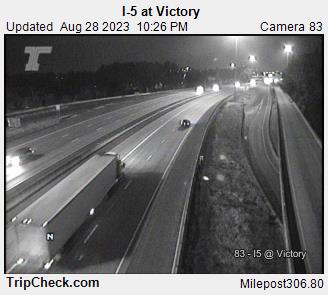 I-5 at Victory
Updated Aug 28 2023 10:26 PM Camera 83
T
N
83 - I5 @ Victory
TripCheck.com Milepost306.80